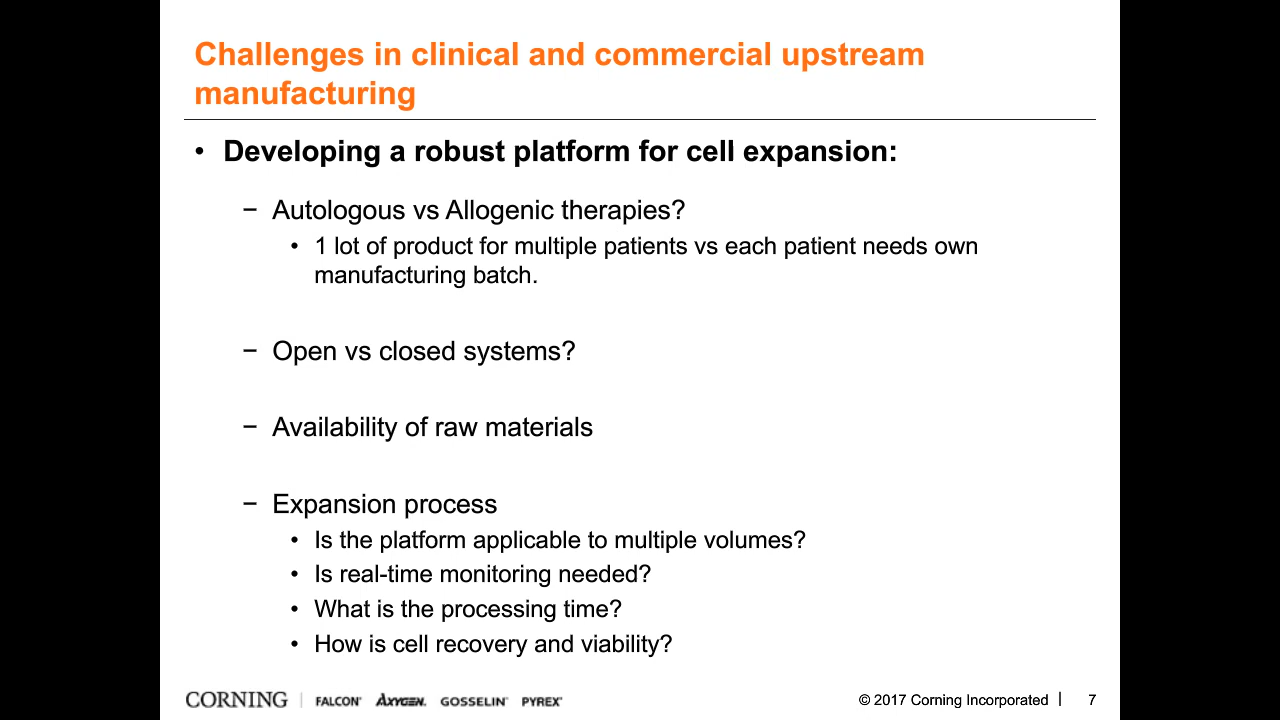 Challenges in clinical and commercial upstream
manufacturing
• Developing a robust platform for cell expansion:
− Autologous vs Allogenic therapies?
• 1 lot of product for multiple patients vs each patient needs own
manufacturing batch.
− Open vs closed systems?
− Availability of raw materials
− Expansion process
• Is the platform applicable to multiple volumes?
• Is real-time monitoring needed?
• What is the processing time?
• How is cell recovery and viability?
CORNING | FALCON® AXYGEN® GOSSELIN™ PYREX® © 2017 Corning Incorporated | 7